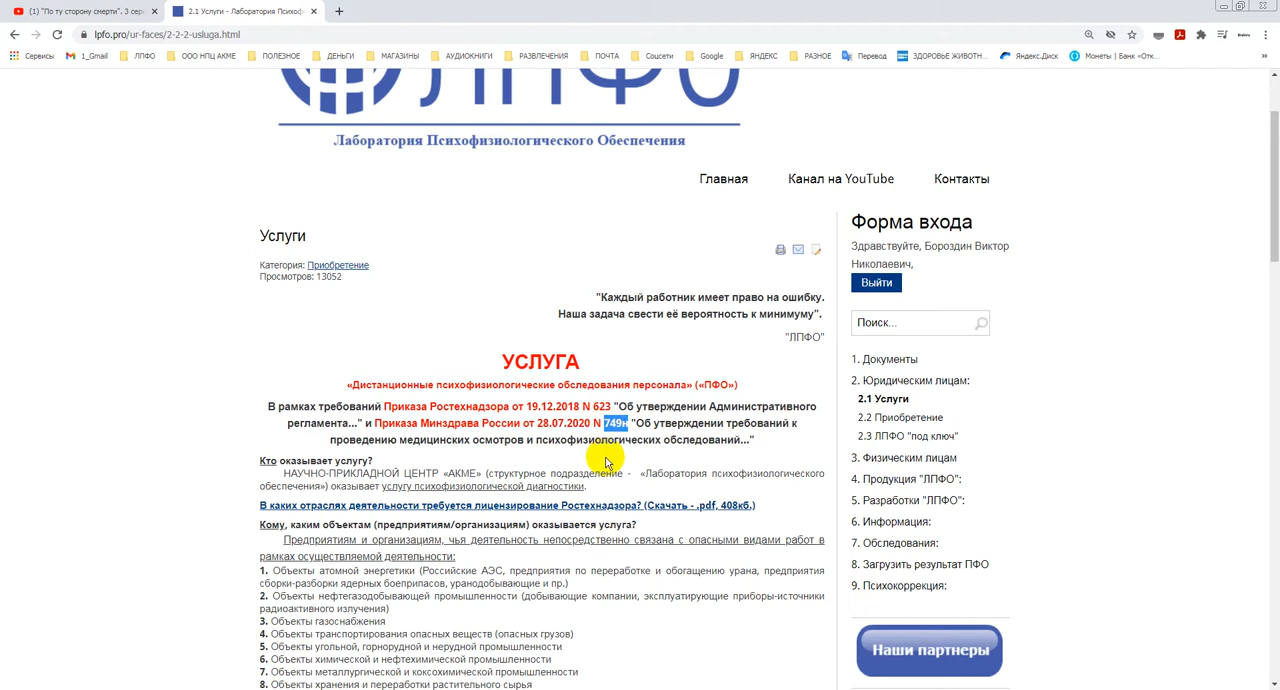 (1) "По ту сторону смерти". 3 сери
2.1 Услуги - Лаборатория Психоф
lpfo.pro/ur-faces/2-2-2-usluga.html
Сервисы
1_Gmail
ЛПФО
ООО НПЦ АКМЕ
ПОЛЕЗНОЕ
ДЕНЬГИ
МАГАЗИНЫ
АУДИОКНИГИ
РАЗВЛЕЧЕНИЯ
ПОЧТА
Соцсети
Google
ЯНДЕКС
РАЗНОЕ
Перевод
ЗДОРОВЬЕ ЖИВОТН...
Яндекс.Диск
Монеты | Банк «Отк...
ЛПФО
Лаборатория Психофизиологического Обеспечения
Главная
Канал на YouTube
Контакты
Услуги
Категория: Приобретение
Просмотров: 13052
"Каждый работник имеет право на ошибку.
Наша задача свести её вероятность к минимуму".
"ЛПФО"
УСЛУГА
«Дистанционные психофизиологические обследования персонала» («ПФО»)
В рамках требований Приказа Ростехнадзора от 19.12.2018 N 623 "Об утверждении Административного
регламента..." и Приказа Минздрава России от 28.07.2020 N 749н "Об утверждении требований к
проведению медицинских осмотров и психофизиологических обследований..."
Кто оказывает услугу?
НАУЧНО-ПРИКЛАДНОЙ ЦЕНТР «АКМЕ» (структурное подразделение - «Лаборатория психофизиологического
обеспечения») оказывает услугу психофизиологической диагностики.
В каких отраслях деятельности требуется лицензирование Ростехнадзора? (Скачать - .pdf, 408кб.)
Кому, каким объектам (предприятиям/организациям) оказывается услуга?
Предприятиям и организациям, чья деятельность непосредственно связана с опасными видами работ в
рамках осуществляемой деятельности:
1. Объекты атомной энергетики (Российские АЭС, предприятия по переработке и обогащению урана, предприятия
сборки-разборки ядерных боеприпасов, уранодобывающие и пр.)
2. Объекты нефтегазодобывающей промышленности (добывающие компании, эксплуатирующие приборы-источники
радиоактивного излучения)
3. Объекты газоснабжения
4. Объекты транспортирования опасных веществ (опасных грузов)
5. Объекты угольной, горнорудной и нерудной промышленности
6. Объекты химической и нефтехимической промышленности
7. Объекты металлургической и коксохимической промышленности
8. Объекты хранения и переработки растительного сырья
Форма входа
Здравствуйте, Бороздин Виктор
Николаевич,
Выйти
Поиск...
1. Документы
2. Юридическим лицам:
2.1 Услуги
2.2 Приобретение
2.3 ЛПФО "под ключ"
3. Физическим лицам
4. Продукция "ЛПФО":
5. Разработки "ЛПФО":
6. Информация:
7. Обследования:
8. Загрузить результат ПФО
9. Психокоррекция:
Наши партнеры